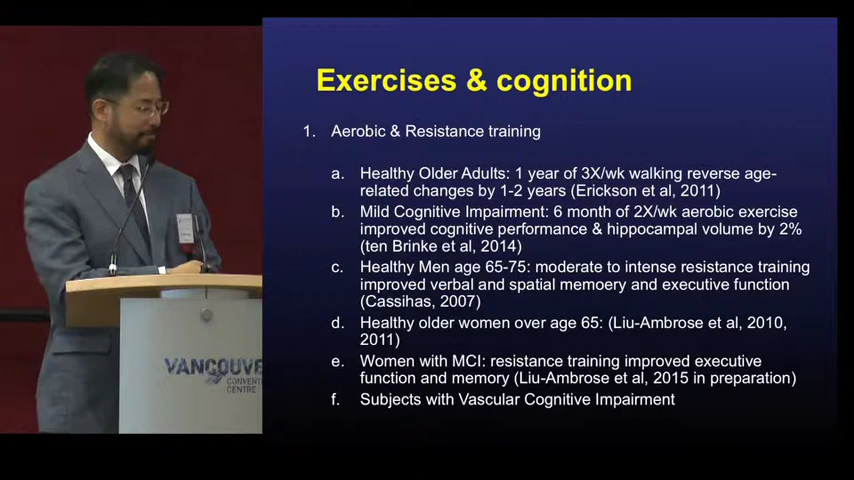 Exercises & cognition
1. Aerobic & Resistance training
a. Healthy Older Adults: 1 year of 3X/wk walking reverse age-
related changes by 1-2 years (Erickson et al, 2011)
b. Mild Cognitive Impairment: 6 month of 2X/wk aerobic exercise
improved cognitive performance & hippocampal volume by 2%
(ten Brinke et al, 2014)
c. Healthy Men age 65-75: moderate to intense resistance training
improved verbal and spatial memoery and executive function
(Cassihas, 2007)
d. Healthy older women over age 65: (Liu-Ambrose et al, 2010,
2011)
e. Women with MCI: resistance training improved executive
function and memory (Liu-Ambrose et al, 2015 in preparation)
f. Subjects with Vascular Cognitive Impairment
VANCOUVE
CONVENT
CENTRE